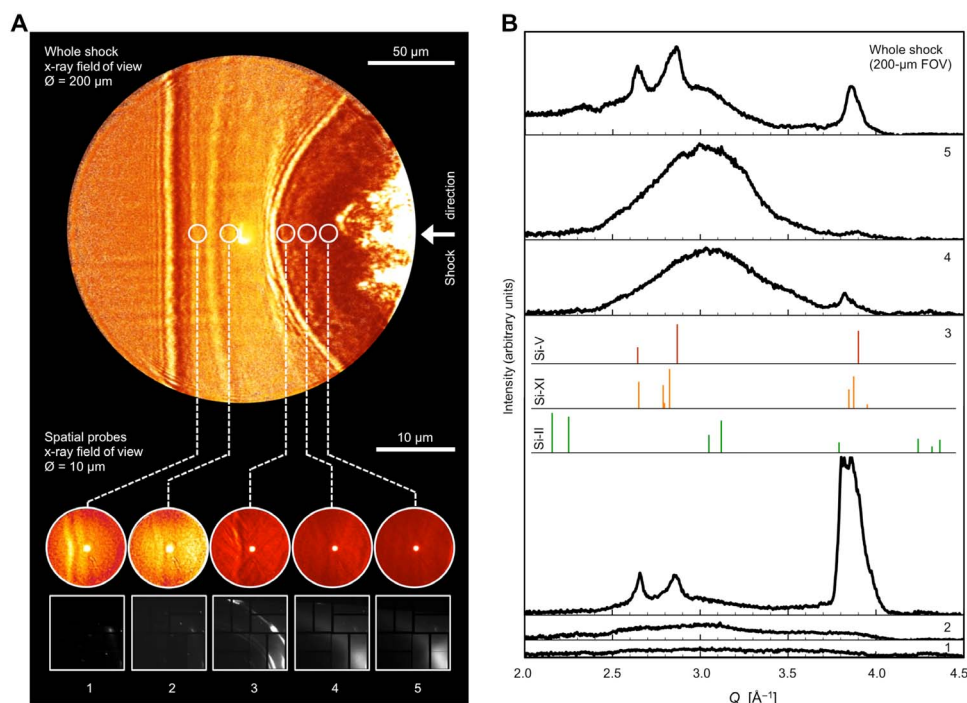 A
Whole shock
x-ray field of view
Ø = 200 µm
50 µm
Shock direction
Spatial probes
x-ray field of view
Ø = 10 µm
10 µm
1 2 3 4 5
B
Whole shock
(200-µm FOV)
5
4
3
Si-V
Si-XI
Si-II
2
1
Intensity (arbitrary units)
2.0 2.5 3.0 3.5 4.0 4.5
Q [Å⁻¹]